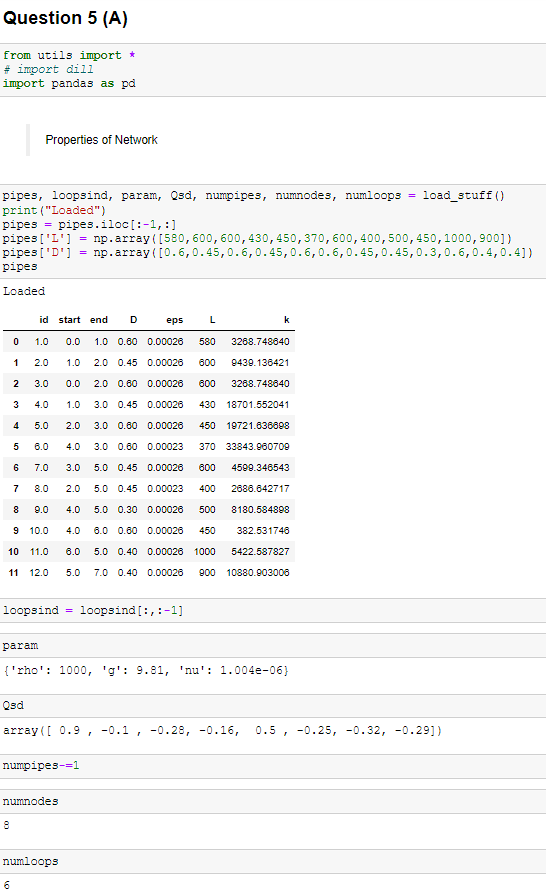 Question 5 (A)
from utils import *
# import dill
import pandas as pd
Properties of Network
pipes, loopsind, param, Qsd, numpipes, numnodes, numloops = load_stuff()
print("Loaded")
pipes = pipes.iloc[:-1,:]
pipes['L'] = np.array([580,600,600,430,450,370,600,400,500,450,1000,900])
pipes['D'] = np.array([0.6,0.45,0.6,0.45,0.6,0.6,0.45,0.45,0.3,0.6,0.4,0.4])
pipes
Loaded
id start end D eps L k
0 1.0 0.0 1.0 0.60 0.00026 580 3268.748640
1 2.0 1.0 2.0 0.45 0.00026 600 9439.136421
2 3.0 0.0 2.0 0.60 0.00026 600 3268.748640
3 4.0 1.0 3.0 0.45 0.00026 430 18701.552041
4 5.0 2.0 3.0 0.60 0.00026 450 19721.636698
5 6.0 4.0 3.0 0.60 0.00023 370 33843.960709
6 7.0 3.0 5.0 0.45 0.00026 600 4599.346543
7 8.0 2.0 5.0 0.45 0.00023 400 2686.642717
8 9.0 4.0 5.0 0.30 0.00026 500 8180.584898
9 10.0 4.0 6.0 0.60 0.00026 450 382.531746
10 11.0 6.0 5.0 0.40 0.00026 1000 5422.587827
11 12.0 5.0 7.0 0.40 0.00026 900 10880.903006
loopsind = loopsind[:,:-1]
param
{'rho': 1000, 'g': 9.81, 'nu': 1.004e-06}
Qsd
array([ 0.9 , -0.1 , -0.28, -0.16,  0.5 , -0.25, -0.32, -0.29])
numpipes-=1
numnodes
8
numloops
6